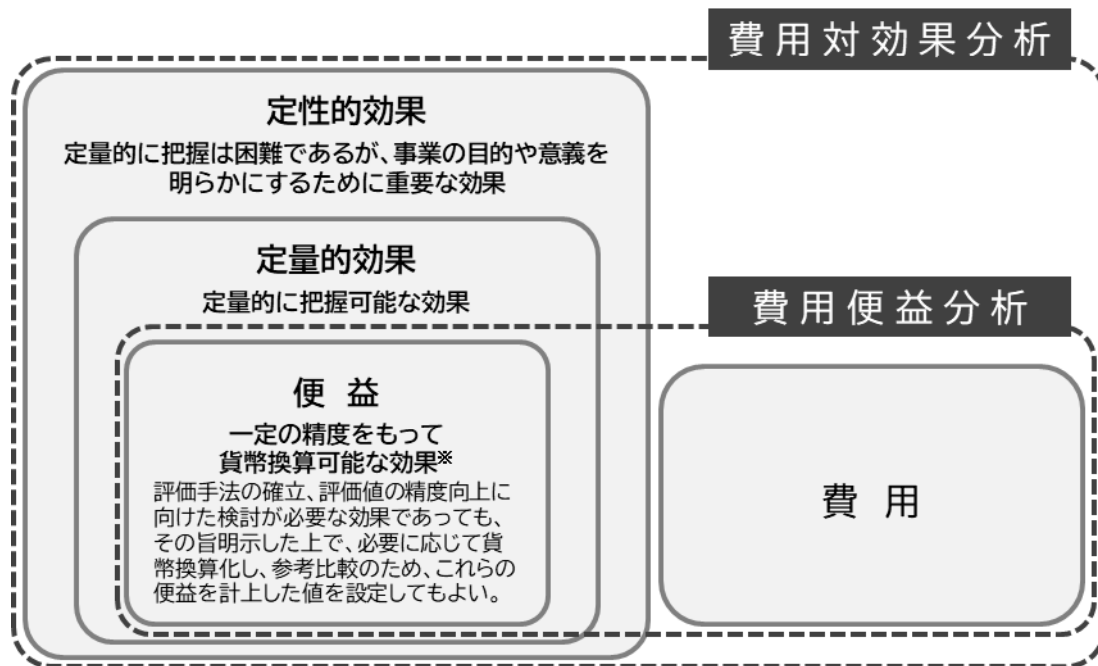 費用対効果分析
定性的効果
定量的に把握は困難であるが、事業の目的や意義を
明らかにするために重要な効果
定量的効果
定量的に把握可能な効果
費用便益分析
便 益
一定の精度をもって
貨幣換算可能な効果※
評価手法の確立、評価値の精度向上に
向けた検討が必要な効果であっても、
その旨明示した上で、必要に応じて貨
幣換算化し、参考比較のため、これらの
便益を計上した値を設定してもよい。
費 用